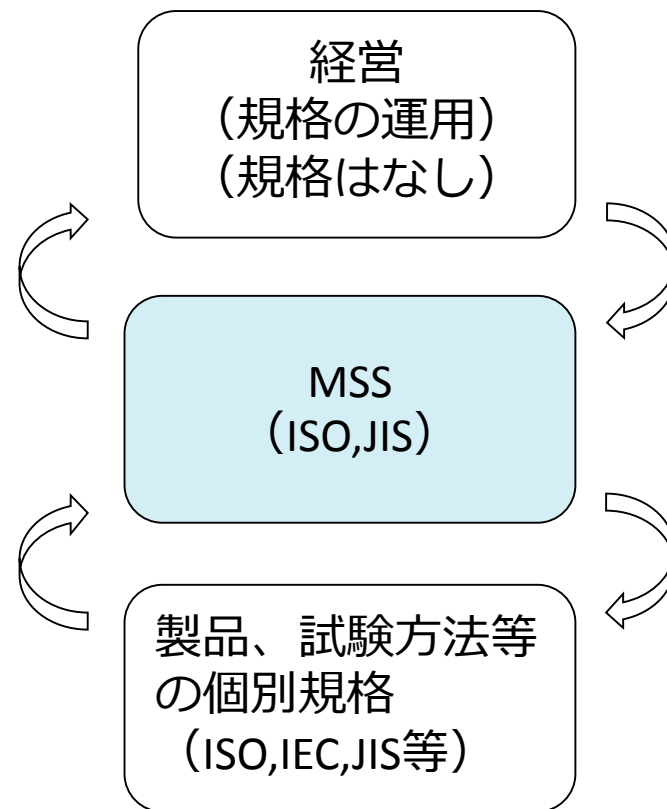 経営
（規格の運用）
（規格はなし）
MSS
（ISO,JIS）
製品、試験方法等
の個別規格
（ISO,IEC,JIS等）